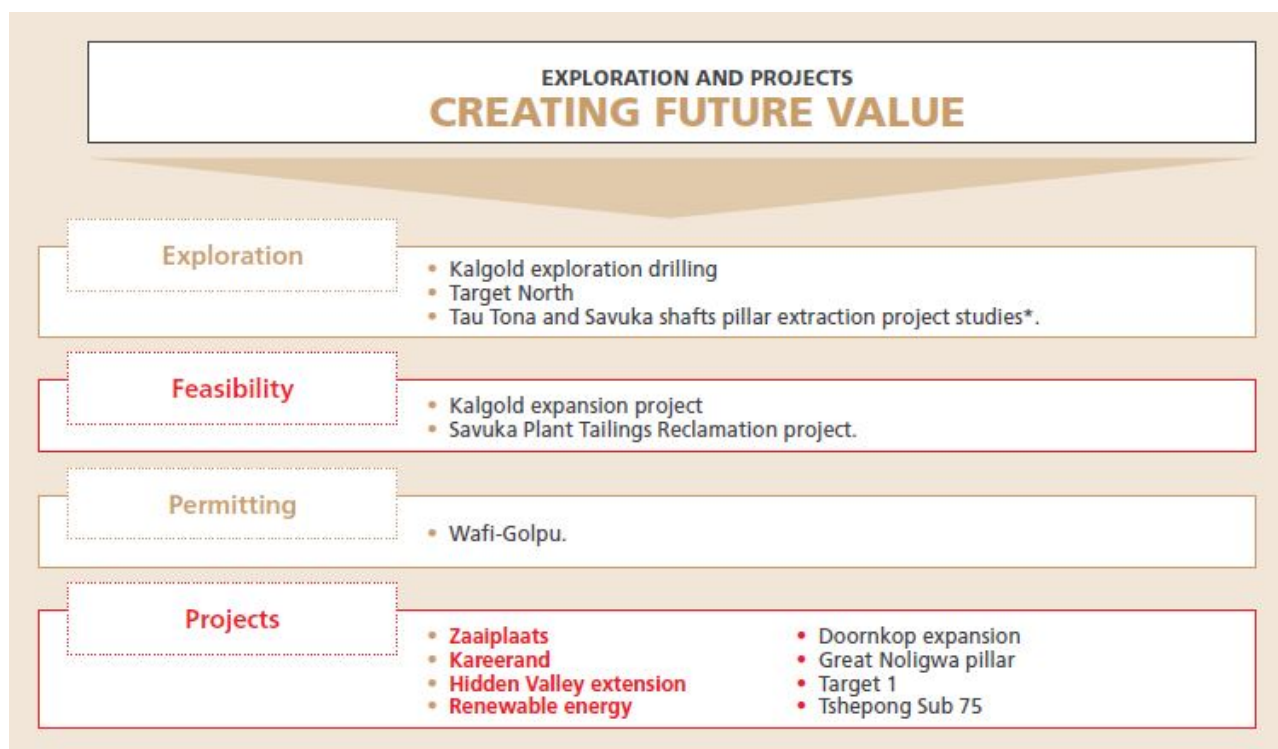 EXPLORATION AND PROJECTS
CREATING FUTURE VALUE
Exploration
• Kalgold exploration drilling
• Target North
• Tau Tona and Savuka shafts pillar extraction project studies*.
Feasibility
• Kalgold expansion project
• Savuka Plant Tailings Reclamation project.
Permitting
• Wafi-Golpu.
Projects
• Zaaiplaats
• Kareerand
• Hidden Valley extension
• Renewable energy
• Doornkop expansion
• Great Noligwa pillar
• Target 1
• Tshepong Sub 75